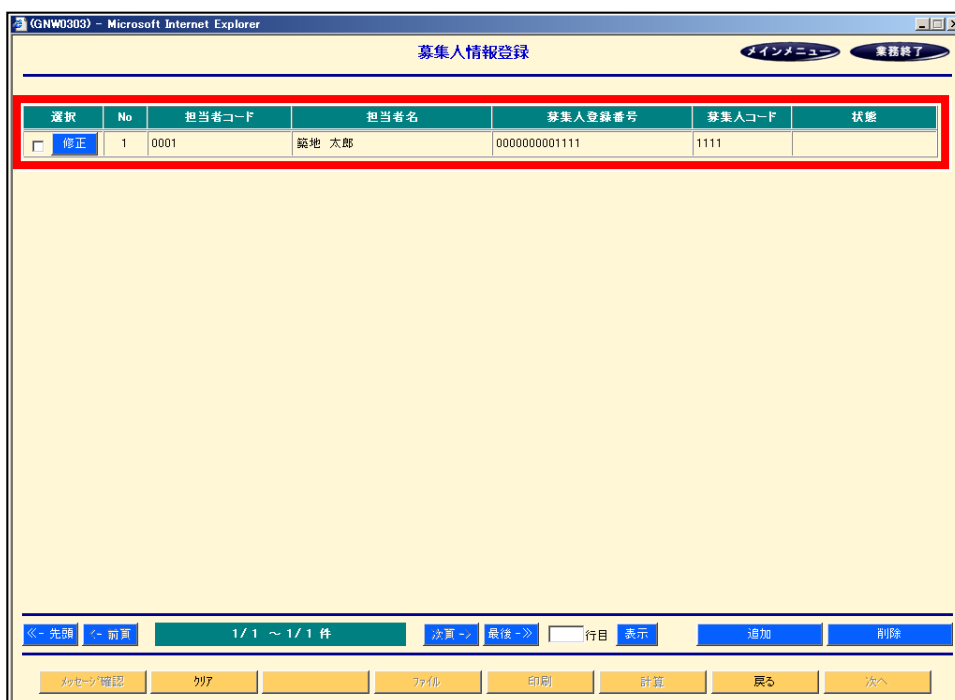 (GNW0303) - Microsoft Internet Explorer
募集人情報登録
メインメニュー 業務終了
選択 No 担当者コード 担当者名 募集人登録番号 募集人コード 状態
修正 1 0001 築地 太郎 0000000001111 1111
≪- 先頭 <- 前頁 1/ 1 ～ 1/ 1 件 次頁 -> 最後 -≫ 行目 表示 追加 削除
メッセージ確認 クリア ファイル 印刷 計算 戻る 次へ